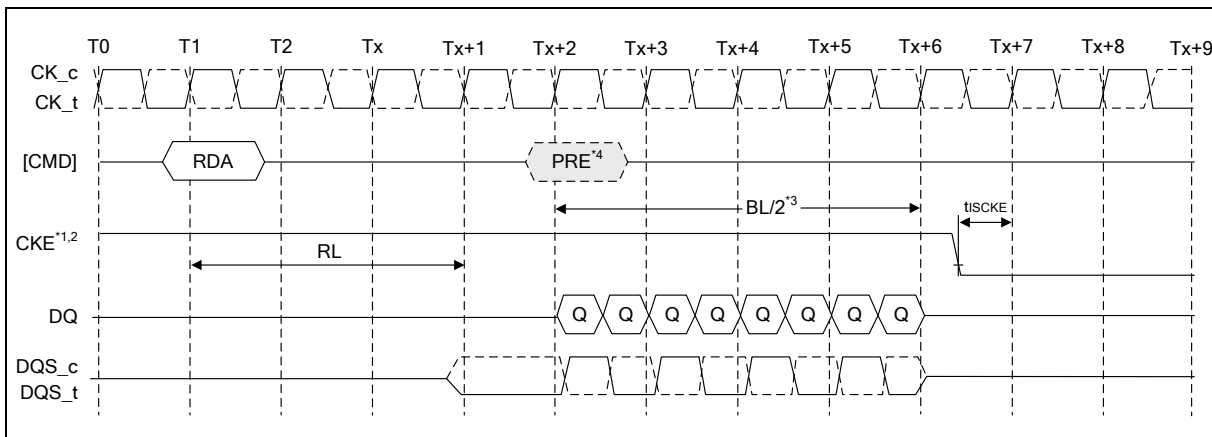 T0 T1 T2 Tx Tx+1 Tx+2 Tx+3 Tx+4 Tx+5 Tx+6 Tx+7 Tx+8 Tx+9
CK_c
CK_t
[CMD] RDA PRE*4
BL/2*3
tISCKE
CKE*1,2
RL
DQ Q Q Q Q Q Q Q Q
DQS_c
DQS_t